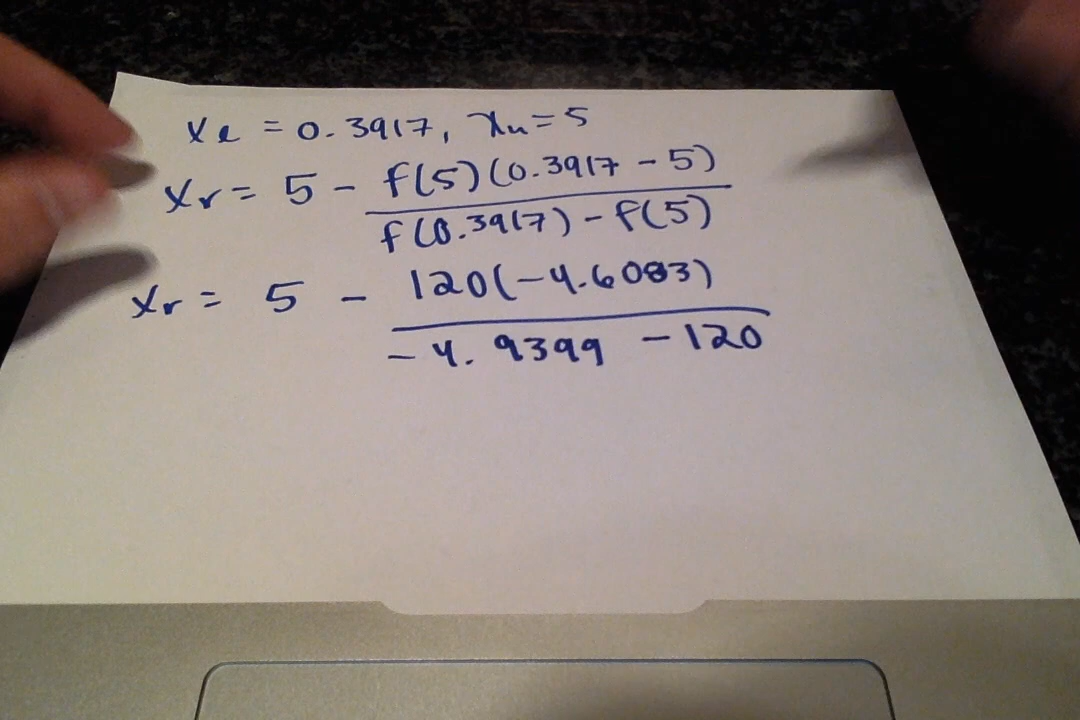 xl = 0.3917, xu = 5
xr = 5 - f(5)(0.3917 - 5)
f(0.3917) - f(5)
xr = 5 - 120(-4.6083)
-4.9399 - 120